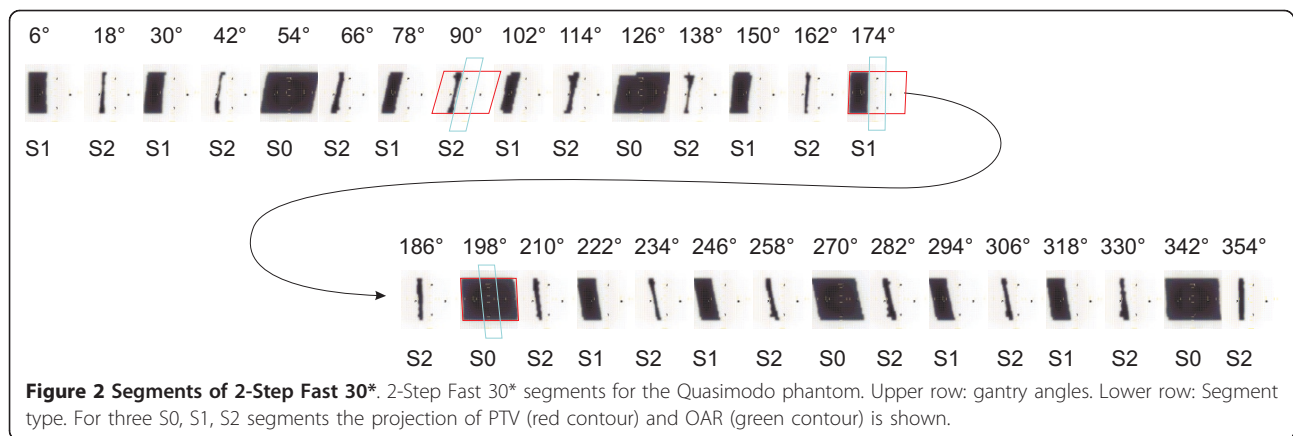 6° 18° 30° 42° 54° 66° 78° 90° 102° 114° 126° 138° 150° 162° 174°
S1 S2 S1 S2 S0 S2 S1 S2 S1 S2 S0 S2 S1 S2 S1
186° 198° 210° 222° 234° 246° 258° 270° 282° 294° 306° 318° 330° 342° 354°
S2 S0 S2 S1 S2 S1 S2 S0 S2 S1 S2 S1 S2 S0 S2
Figure 2 Segments of 2-Step Fast 30*. 2-Step Fast 30* segments for the Quasimodo phantom. Upper row: gantry angles. Lower row: Segment
type. For three S0, S1, S2 segments the projection of PTV (red contour) and OAR (green contour) is shown.